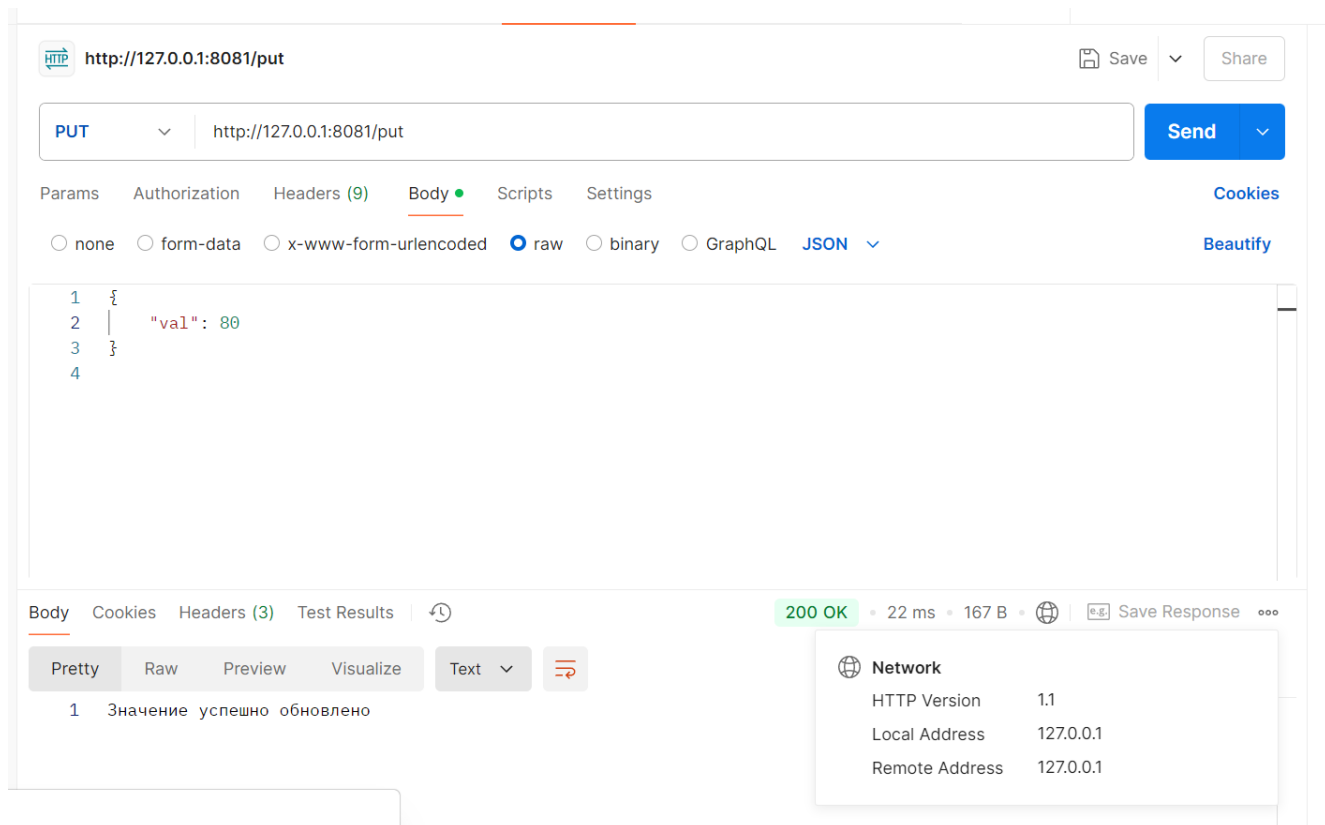 HTTP http://127.0.0.1:8081/put Save Share
PUT http://127.0.0.1:8081/put Send
Params Authorization Headers (9) Body Scripts Settings Cookies
none form-data x-www-form-urlencoded raw binary GraphQL JSON Beautify
1 {
2 "val": 80
3 }
4
Body Cookies Headers (3) Test Results 200 OK 22 ms 167 B e.g. Save Response
Pretty Raw Preview Visualize Text
1 Значение успешно обновлено
Network
HTTP Version 1.1
Local Address 127.0.0.1
Remote Address 127.0.0.1